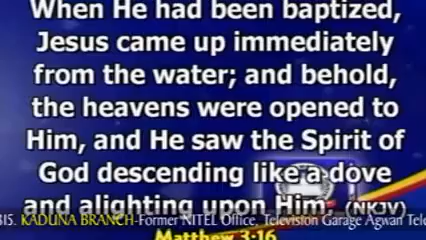 When He had been baptized,
Jesus came up immediately
from the water; and behold,
the heavens were opened to
Him, and He saw the Spirit of
God descending like a dove
and alighting upon Him. (NKJV)
815. KADUNA BRANCH-Former NITEL Office, Television Garage Agwan Tele
Matthew 3:16